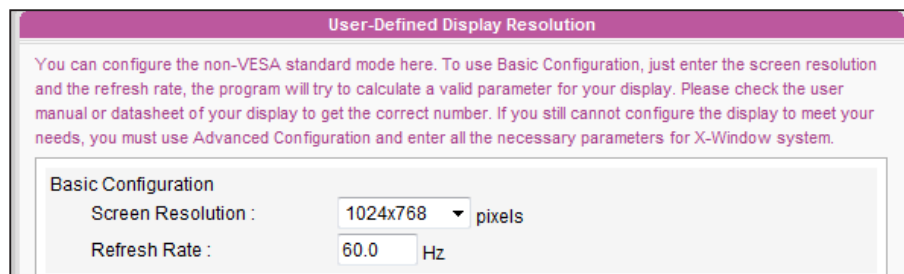 User-Defined Display Resolution
You can configure the non-VESA standard mode here. To use Basic Configuration, just enter the screen resolution
and the refresh rate, the program will try to calculate a valid parameter for your display. Please check the user
manual or datasheet of your display to get the correct number. If you still cannot configure the display to meet your
needs, you must use Advanced Configuration and enter all the necessary parameters for X-Window system.
Basic Configuration
Screen Resolution : 1024x768 pixels
Refresh Rate : 60.0 Hz